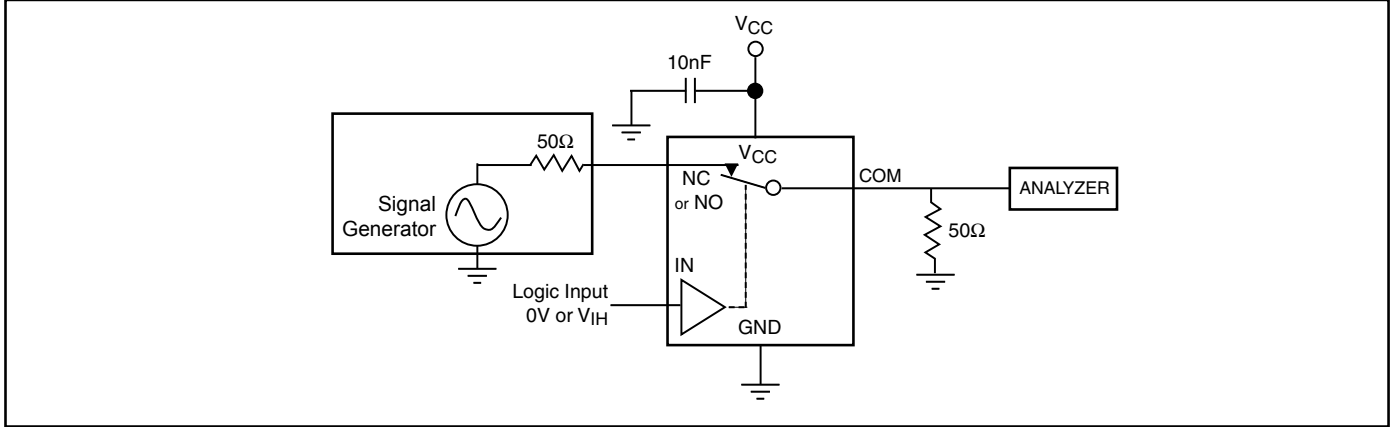 VCC
10nF
50Ω
VCC
COM
NC
or NO
ANALYZER
Signal
Generator
50Ω
IN
Logic Input
0V or VIH
GND